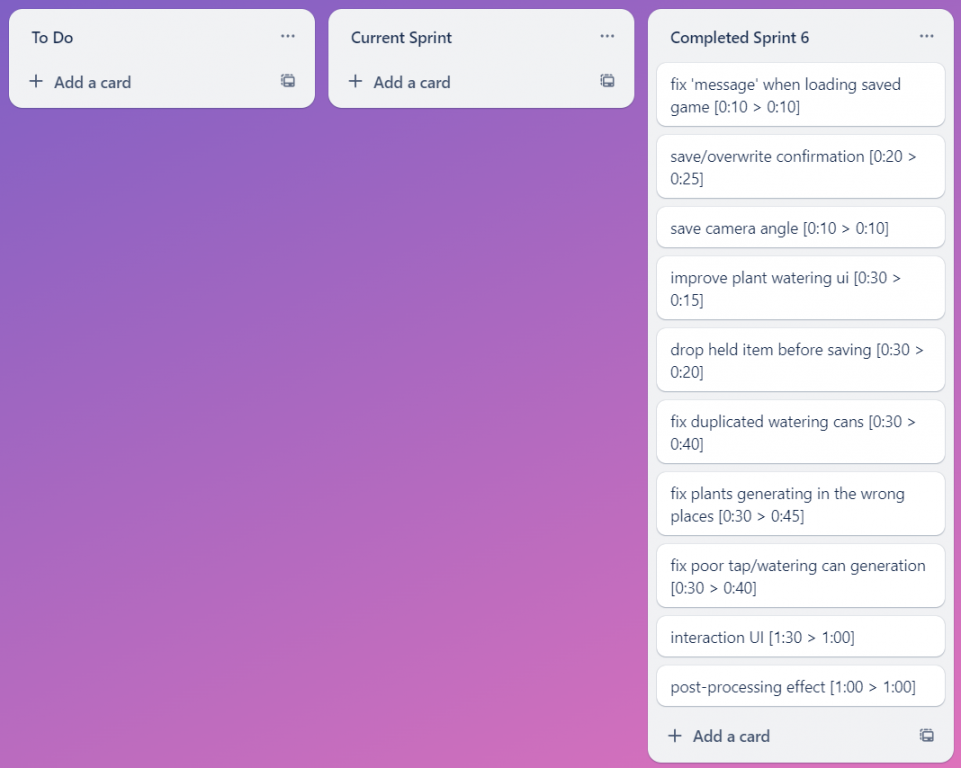 To Do
Add a card
Current Sprint
Add a card
Completed Sprint 6
fix 'message' when loading saved
game [0:10 > 0:10]
save/overwrite confirmation [0:20 >
0:25]
save camera angle [0:10 > 0:10]
improve plant watering ui [0:30 >
0:15]
drop held item before saving [0:30 >
0:20]
fix duplicated watering cans [0:30 >
0:40]
fix plants generating in the wrong
places [0:30 > 0:45]
fix poor tap/watering can generation
[0:30 > 0:40]
interaction UI [1:30 > 1:00]
post-processing effect [1:00 > 1:00]
Add a card